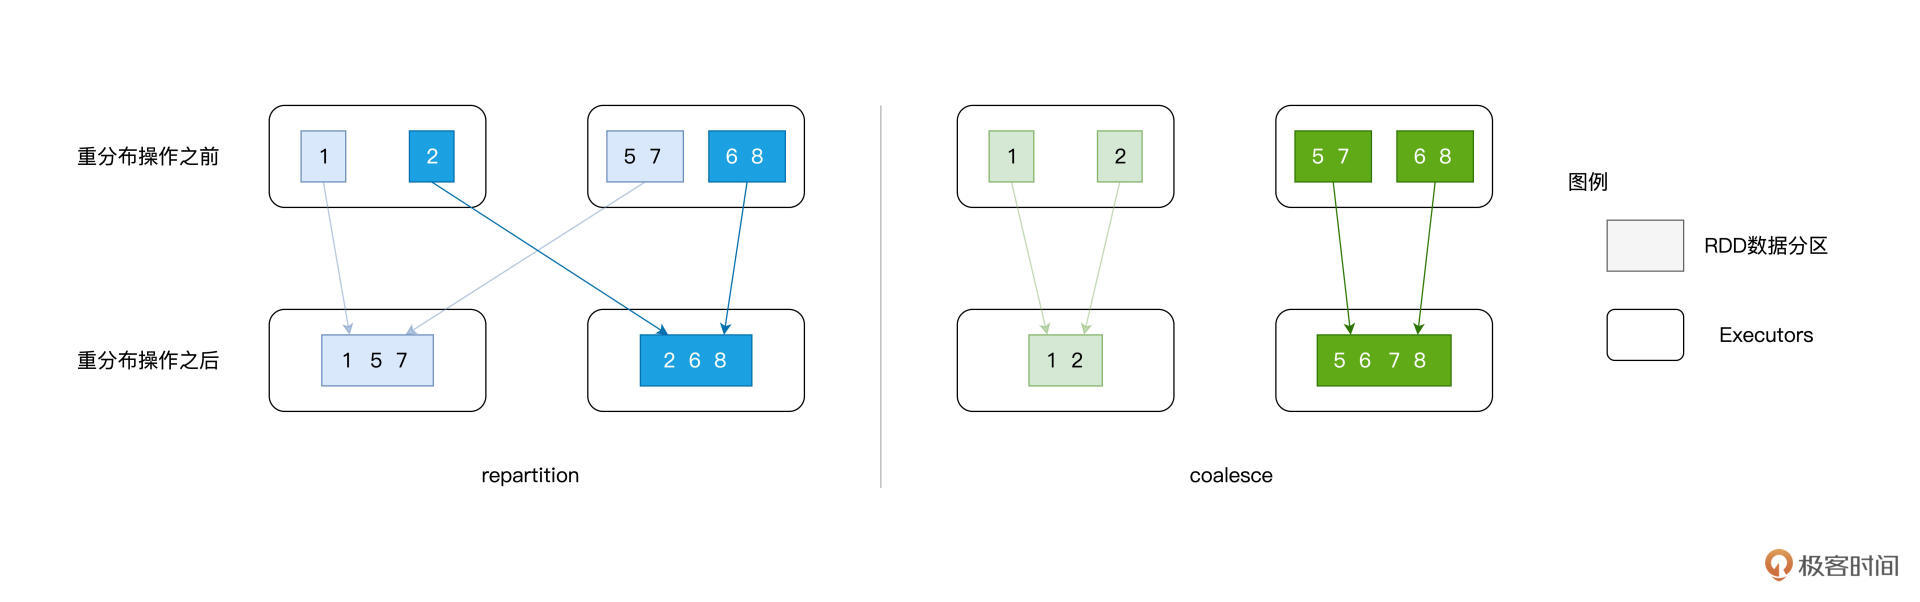 重分布操作之前
1 2 5 7 6 8
1 2 5 7 6 8
图例
RDD数据分区
Executors
重分布操作之后
1 5 7 2 6 8
1 2 5 6 7 8
repartition
coalesce
极客时间